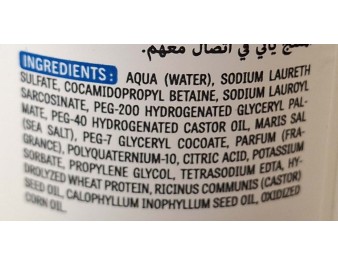 منتج يأتي في اتصال معهم.
INGREDIENTS: AQUA (WATER), SODIUM LAURETH
SULFATE, COCAMIDOPROPYL BETAINE, SODIUM LAUROYL
SARCOSINATE, PEG-200 HYDROGENATED GLYCERYL PAL-
MATE, PEG-40 HYDROGENATED CASTOR OIL, MARIS SAL
(SEA SALT), PEG-7 GLYCERYL COCOATE, PARFUM (FRA-
GRANCE), POLYQUATERNIUM-10, CITRIC ACID, POTASSIUM
SORBATE, PROPYLENE GLYCOL, TETRASODIUM EDTA, HY-
DROLYZED WHEAT PROTEIN, RICINUS COMMUNIS (CASTOR)
SEED OIL, CALOPHYLLUM INOPHYLLUM SEED OIL, OXIDIZED
CORN OIL.